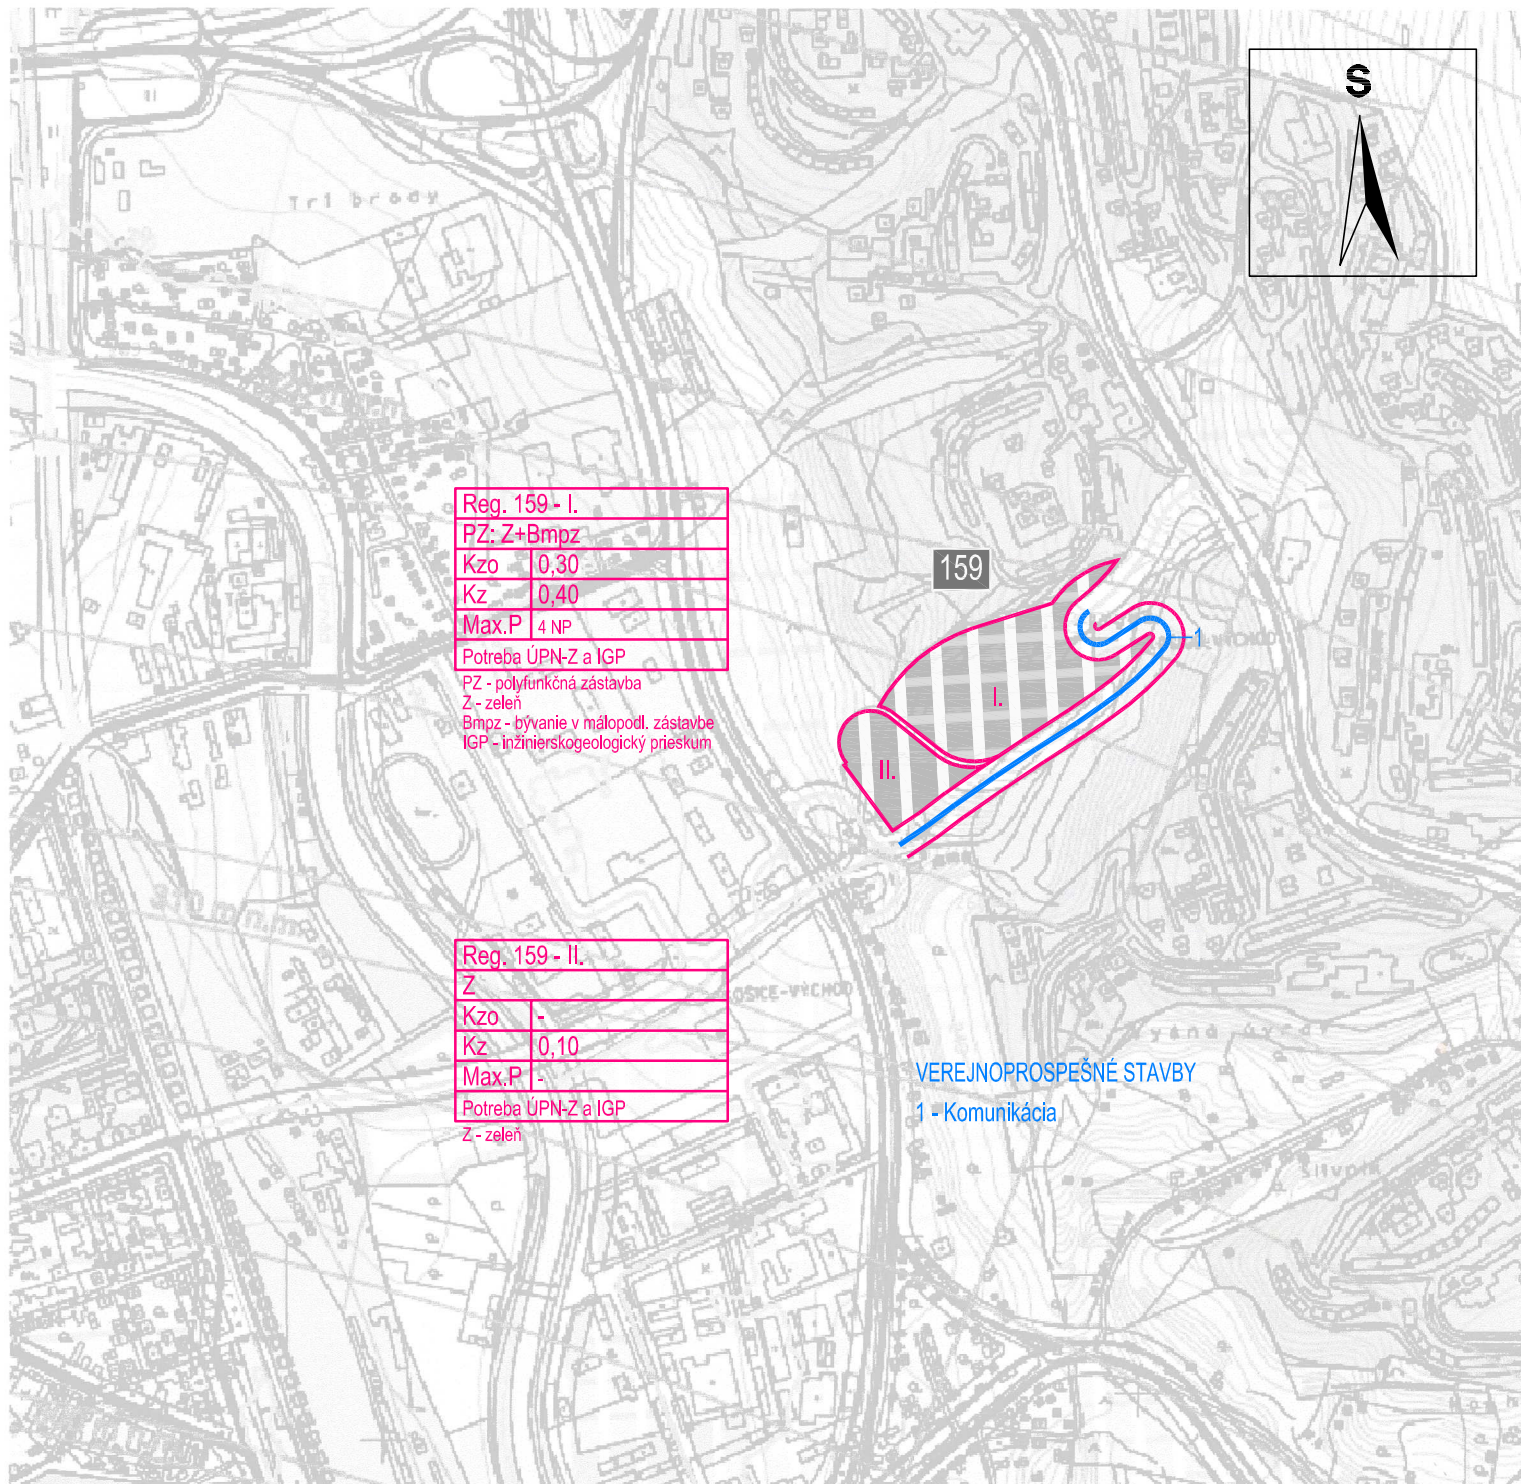 S
Tri brody
Reg. 159 - I.
PZ: Z+Bmpz
Kzo 0,30
Kz 0,40
Max.P 4 NP
Potreba ÚPN-Z a IGP
PZ - polyfunkčná zástavba
Z - zeleň
Bmpz - bývanie v málopodl. zástavbe
IGP - inžinierskogeologický prieskum
159
1
I.
II.
Reg. 159 - II.
Z
Kzo -
Kz 0,10
Max.P -
Potreba ÚPN-Z a IGP
Z - zeleň
VEREJNOPROSPEŠNÉ STAVBY
1 - Komunikácia